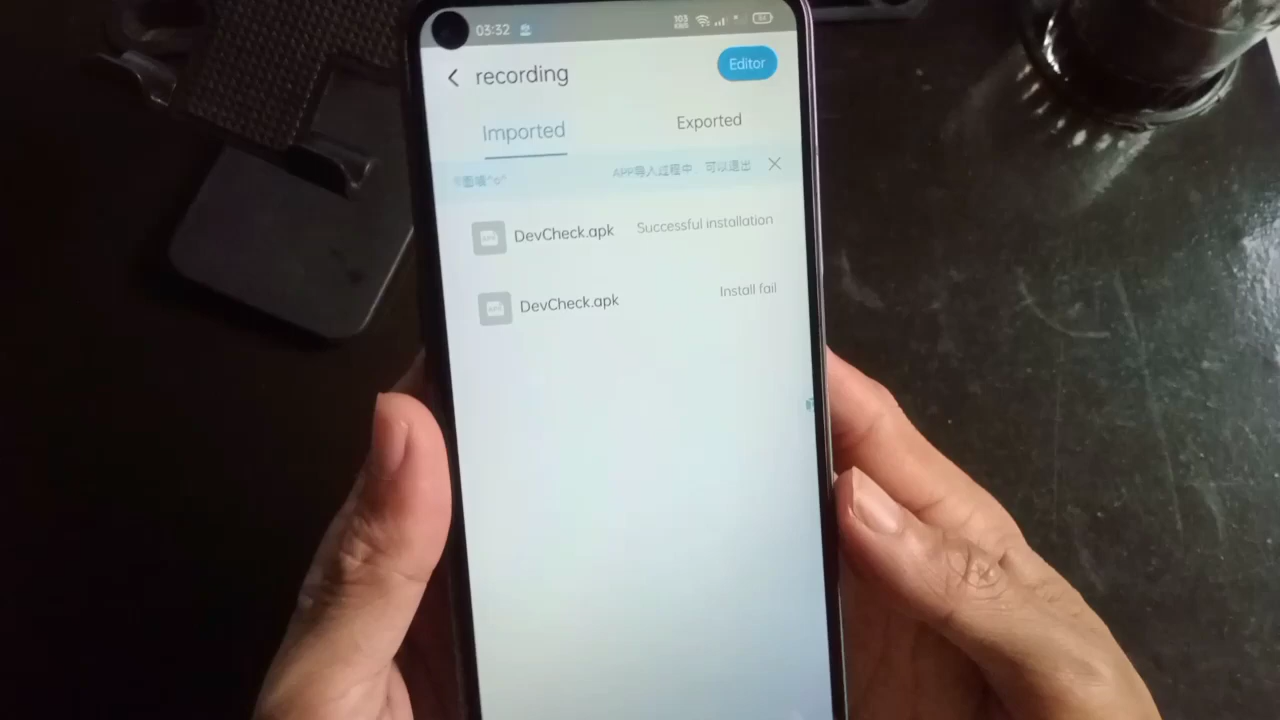 03:32
recording
Editor
Imported
Exported
APP导入过程中，可以退出
DevCheck.apk
Successful installation
DevCheck.apk
Install fail